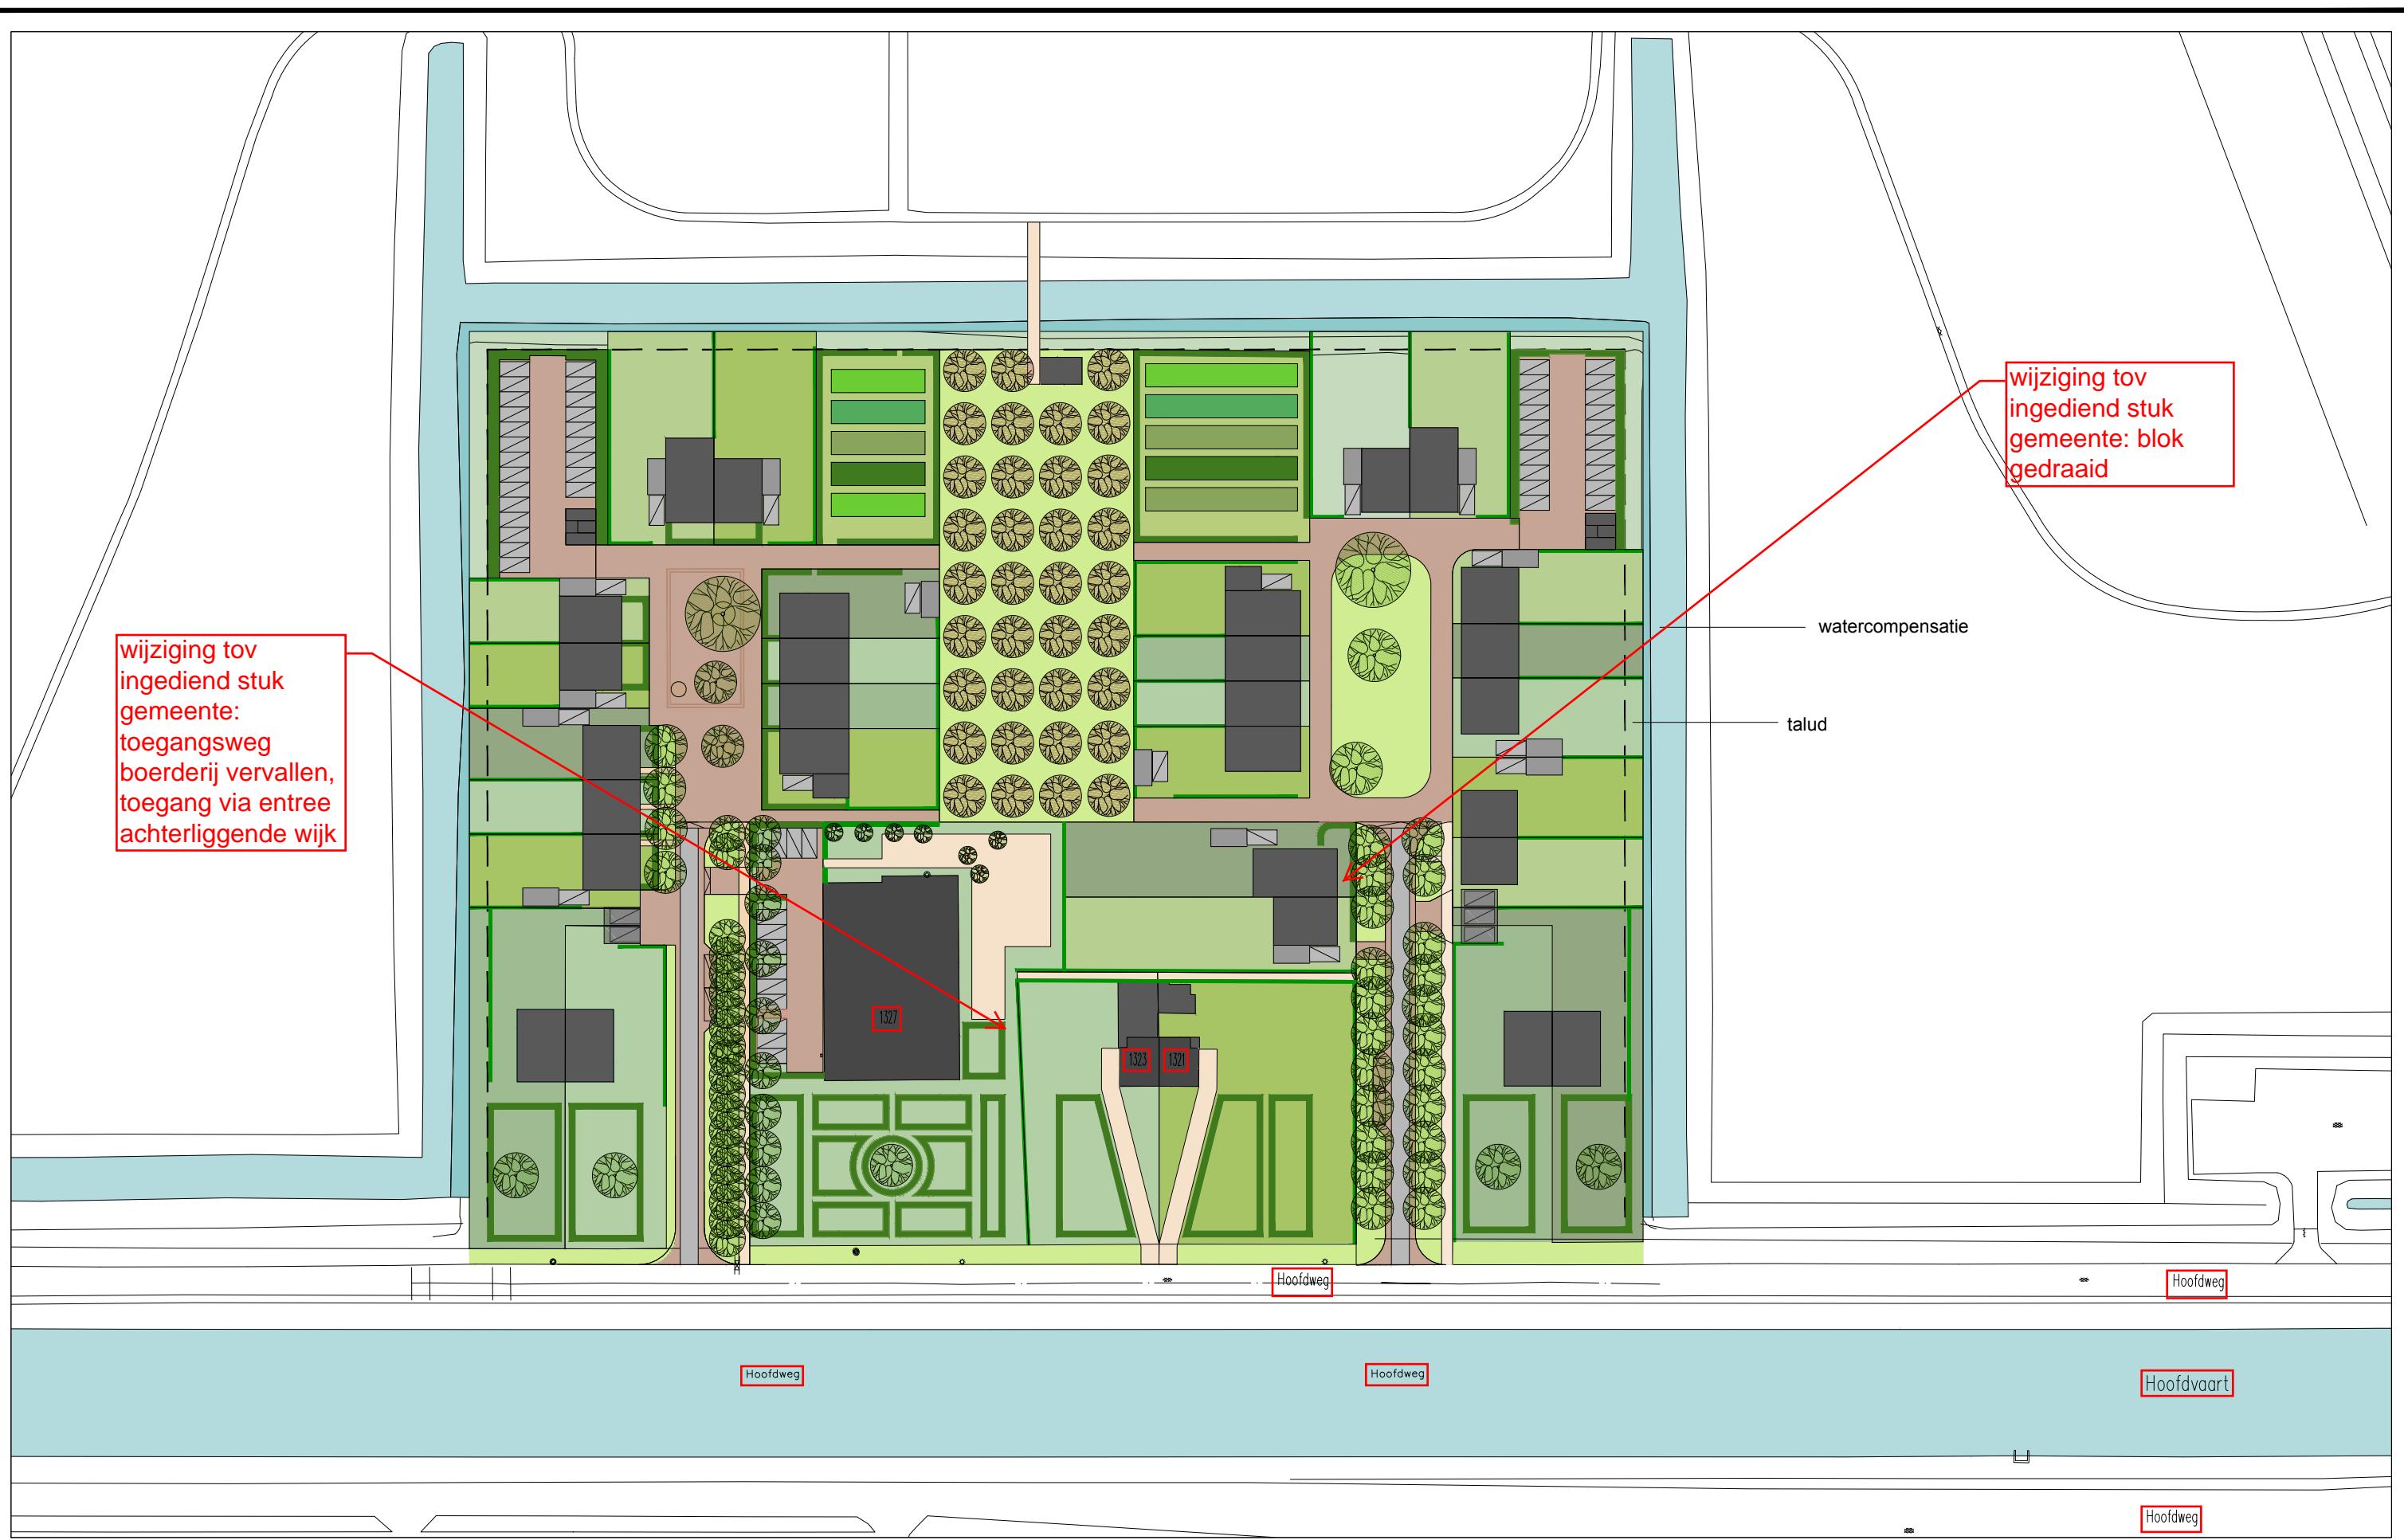 wijziging tov
ingediend stuk
gemeente: blok
gedraaid
watercompensatie
wijziging tov
ingediend stuk
gemeente:
toegangsweg
boerderij vervallen,
toegang via entree
achterliggende wijk
talud
1327
1323
1321
Hoofdweg
Hoofdweg
Hoofdweg
Hoofdweg
Hoofdvaart
Hoofdweg